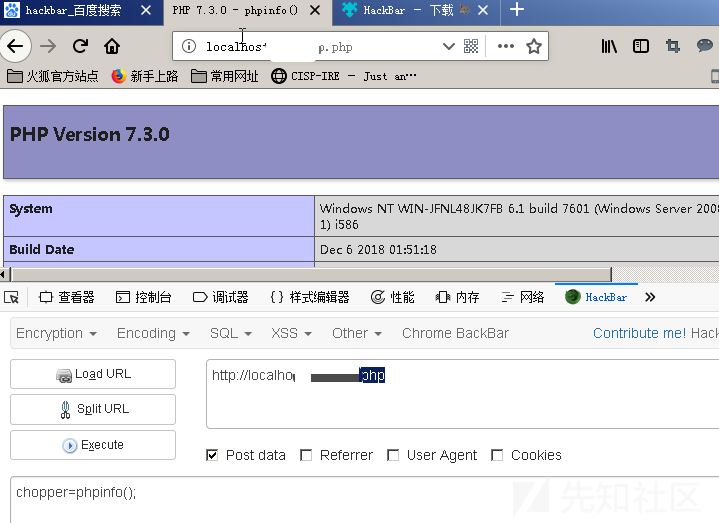 hackbar_百度搜索
PHP 7.3.0 - phpinfo()
HackBar – 下载
localhost p.php
火狐官方站点 新手上路 常用网址 CISP-IRE — Just an…
PHP Version 7.3.0
System
Windows NT WIN-JFNL48JK7FB 6.1 build 7601 (Windows Server 2008
1) i586
Build Date
Dec 6 2018 01:51:18
查看器 控制台 调试器 {} 样式编辑器 性能 内存 网络 HackBar
Encryption Encoding SQL XSS Other Chrome BackBar Contribute me! Hack
Load URL
http://localho php
Split URL
Execute
Post data Referrer User Agent Cookies
chopper=phpinfo();
先知社区